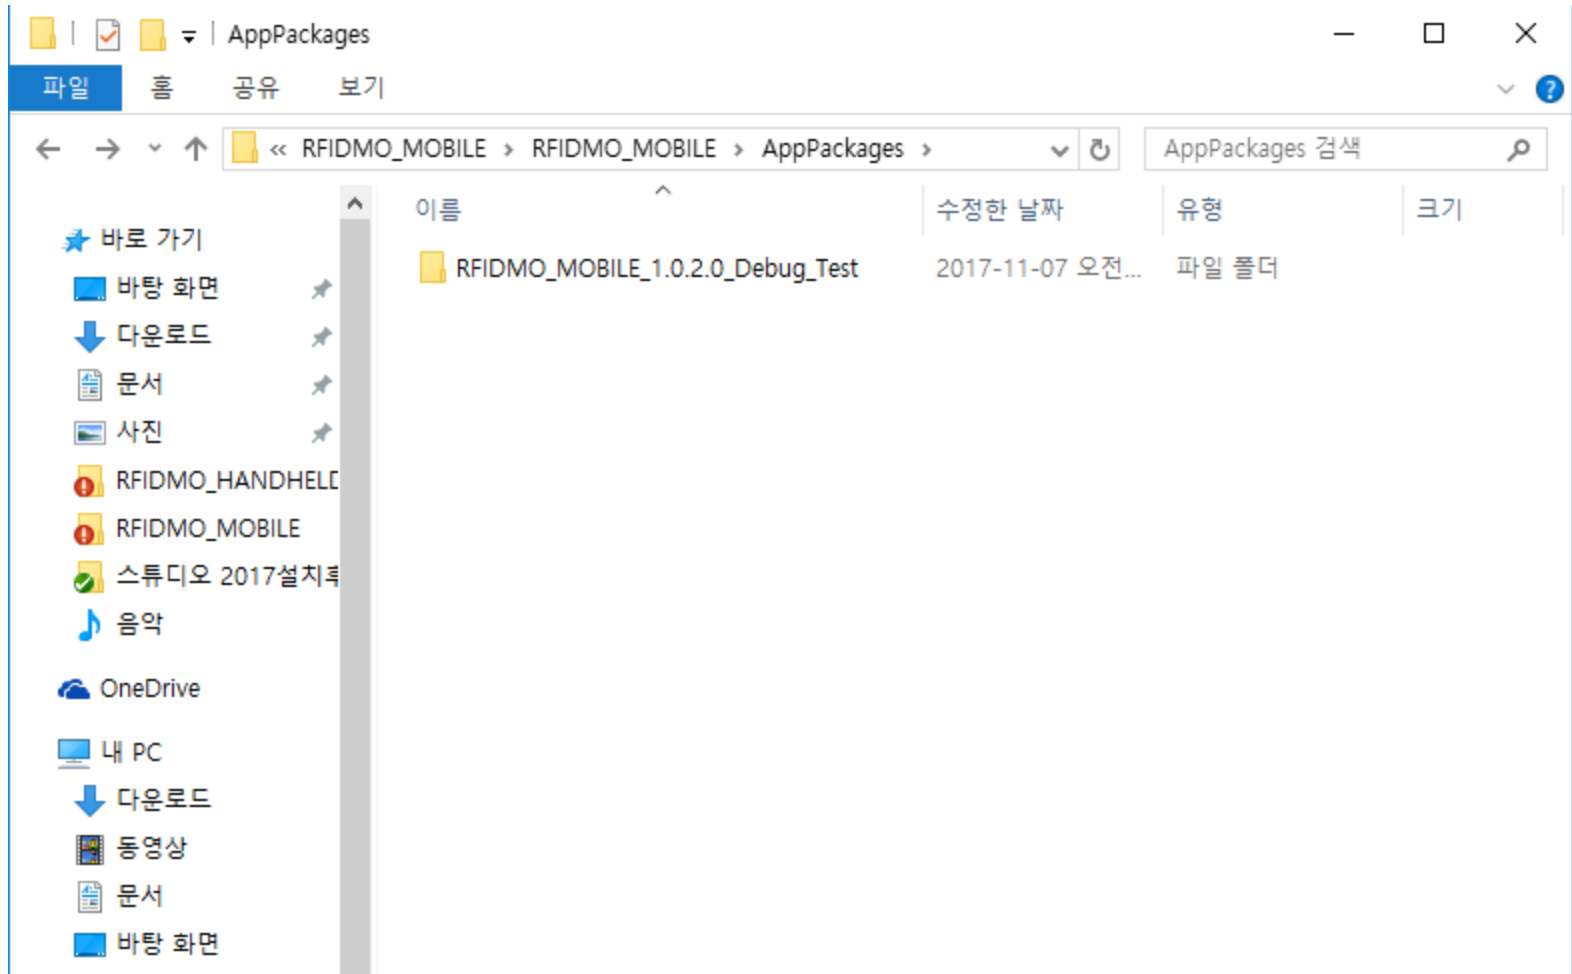 AppPackages
파일 홈 공유 보기
« RFIDMO_MOBILE > RFIDMO_MOBILE > AppPackages >
AppPackages 검색
이름 수정한 날짜 유형 크기
RFIDMO_MOBILE_1.0.2.0_Debug_Test 2017-11-07 오전... 파일 폴더
바로 가기
바탕 화면
다운로드
문서
사진
RFIDMO_HANDHELD
RFIDMO_MOBILE
스튜디오 2017설치후
음악
OneDrive
내 PC
다운로드
동영상
문서
바탕 화면